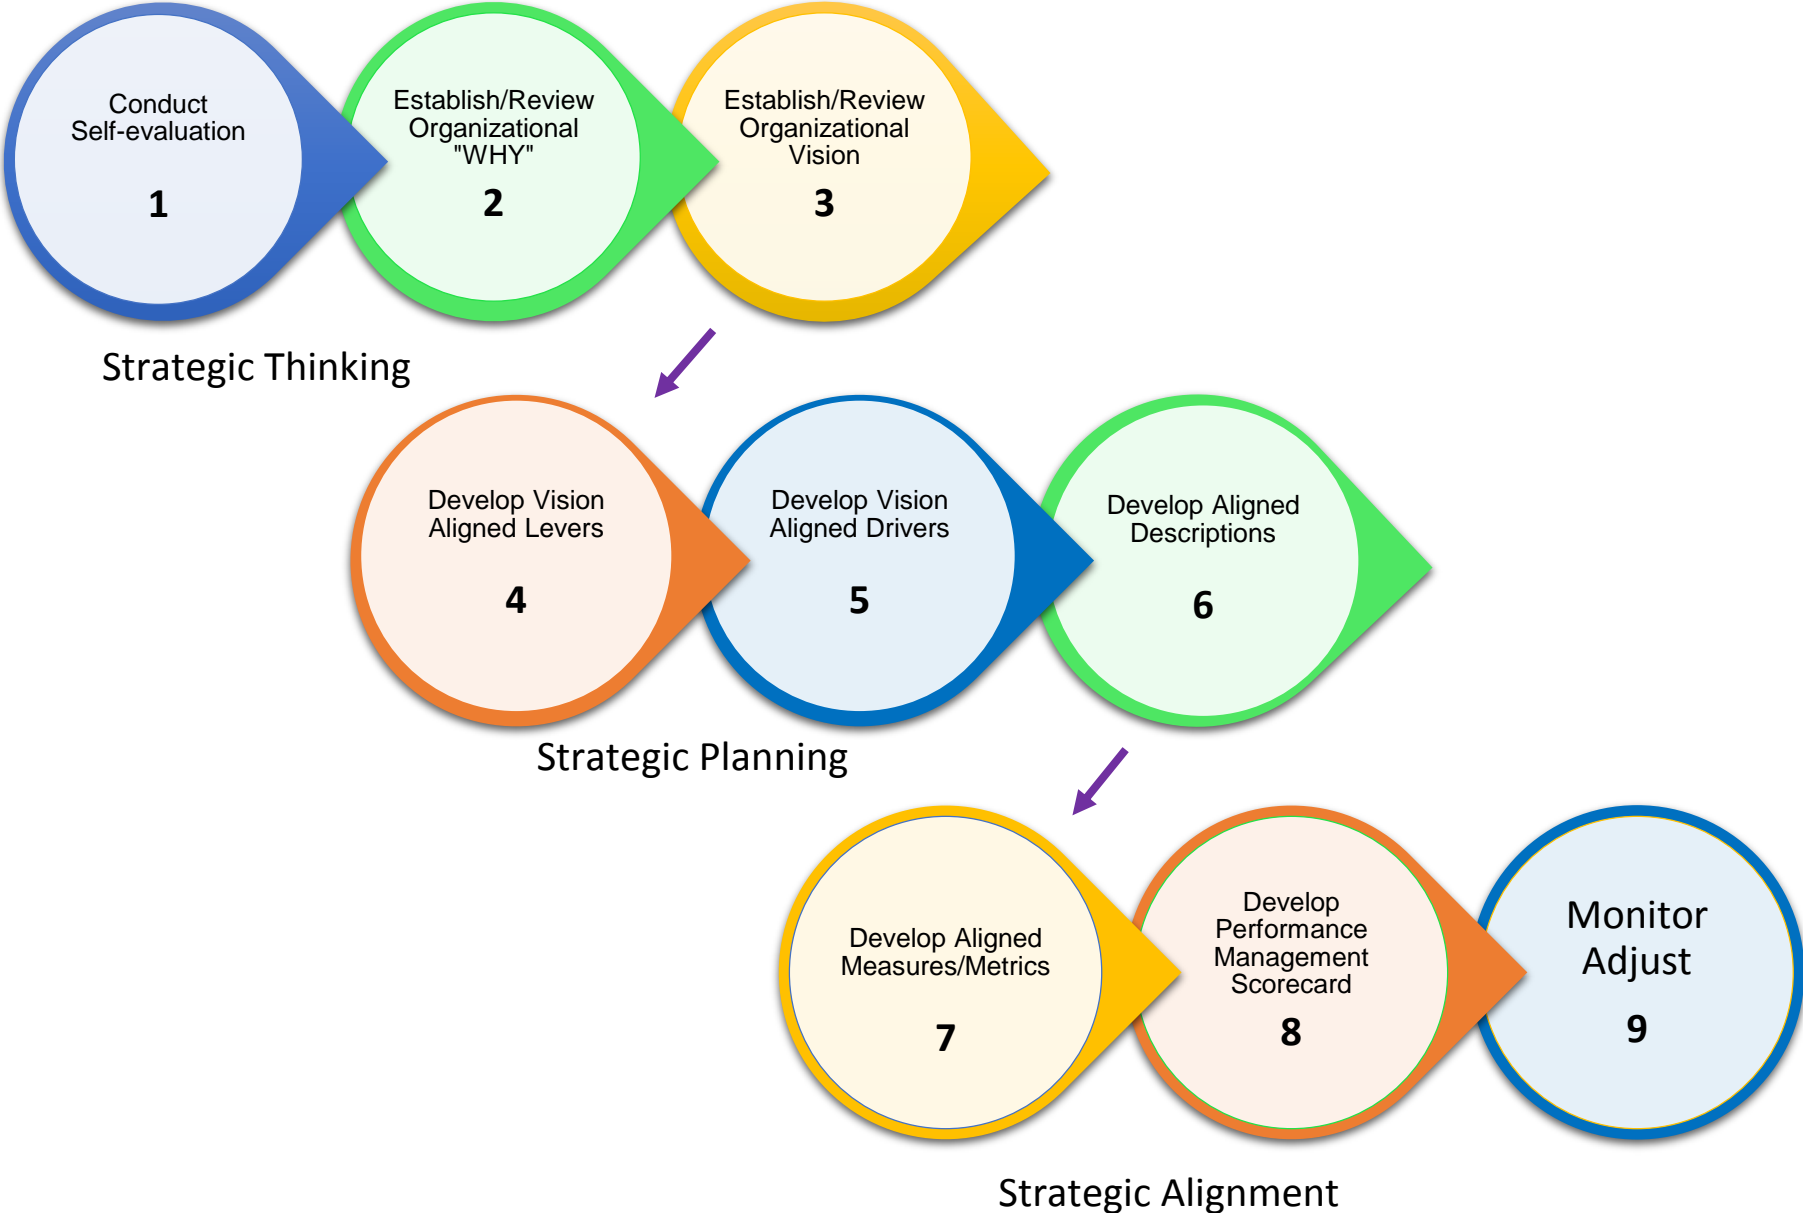 Conduct
Self-evaluation
1
Establish/Review
Organizational
"WHY"
2
Establish/Review
Organizational
Vision
3
Strategic Thinking
Develop Vision
Aligned Levers
4
Develop Vision
Aligned Drivers
5
Develop Aligned
Descriptions
6
Strategic Planning
Develop Aligned
Measures/Metrics
7
Develop
Performance
Management
Scorecard
8
Monitor
Adjust
9
Strategic Alignment